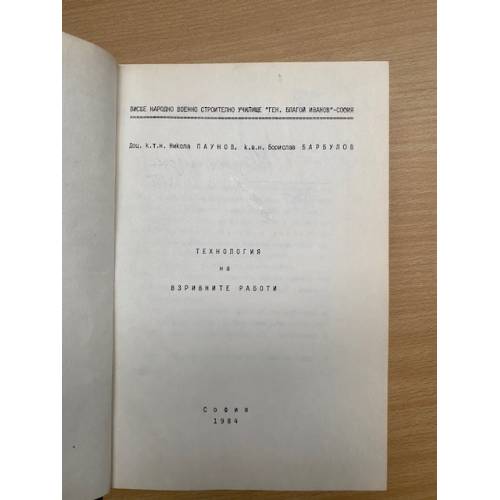 ВИСШЕ НАРОДНО ВОЕННО СТРОИТЕЛНО УЧИЛИЩЕ "ГЕН. БЛАГОЙ ИВАНОВ"-СОФИЯ
Доц. к.т.н. Никола ПАУНОВ, к.в.н. Борислав БАРБУЛОВ
ТЕХНОЛОГИЯ
на
ВЗРИВНИТЕ РАБОТИ
София
1984